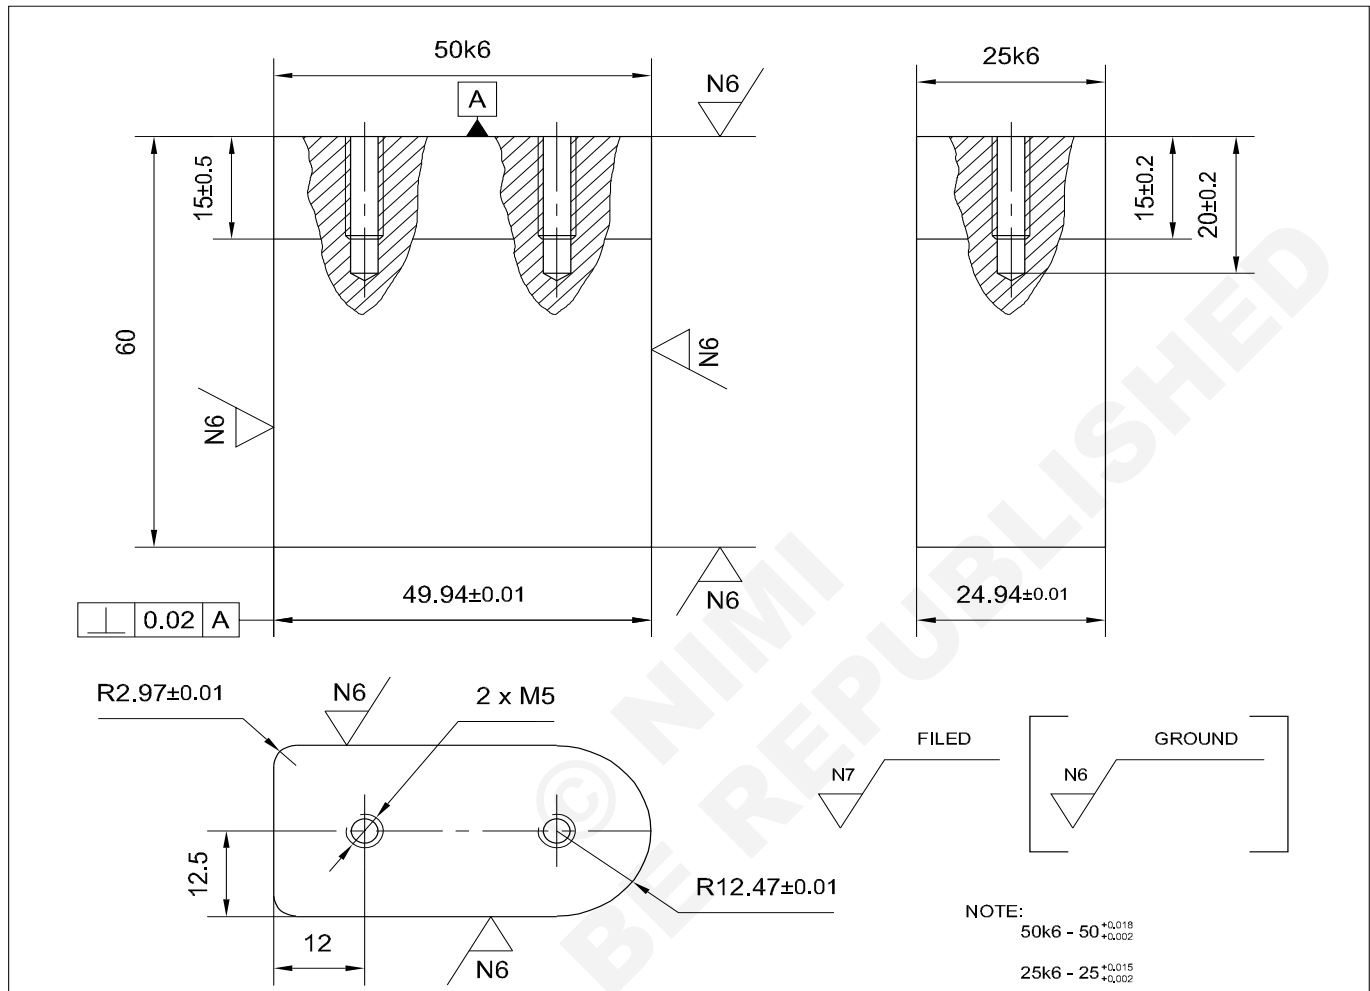 50k6
25k6
A
N6
15±0.5
15±0.2
20±0.2
60
N6
N6
N6
49.94±0.01
24.94±0.01
⊥ 0.02 A
R2.97±0.01
N6
2 x M5
FILED
GROUND
N7
N6
12.5
R12.47±0.01
12
N6
NOTE:
50k6 - 50 +0.018 +0.002
25k6 - 25 +0.015 +0.002
© NIMI
BE REPUBLISHED